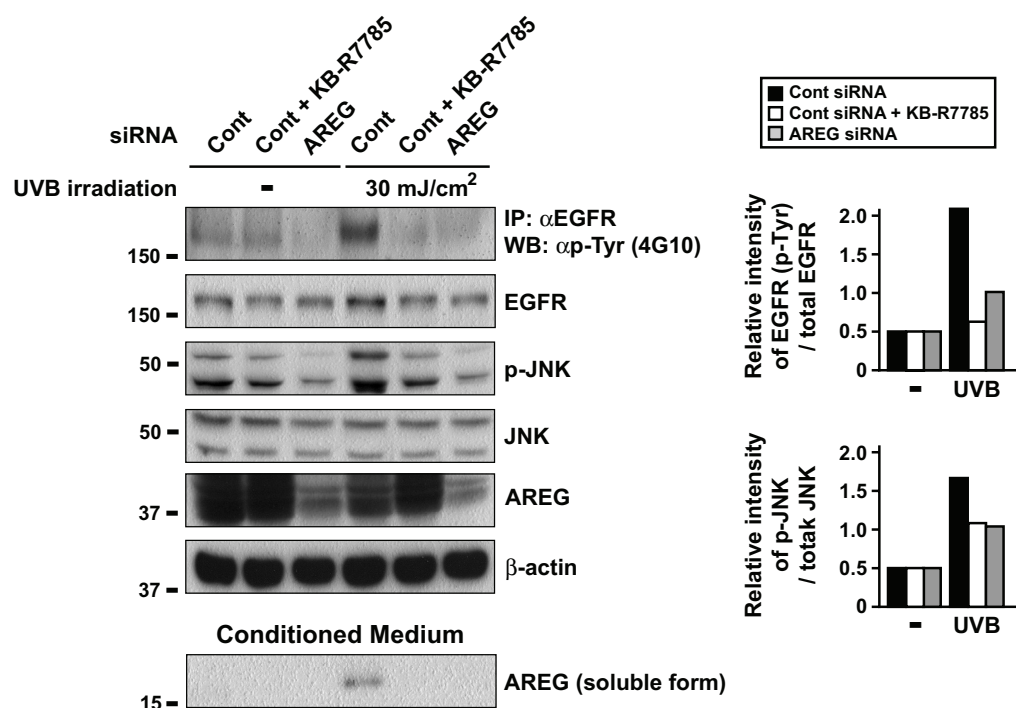 siRNA
Cont
Cont + KB-R7785
AREG
Cont
Cont + KB-R7785
AREG
UVB irradiation
-
30 mJ/cm²
IP: αEGFR
WB: αp-Tyr (4G10)
150
EGFR
150
p-JNK
50
JNK
50
AREG
37
β-actin
37
Conditioned Medium
AREG (soluble form)
15
Cont siRNA
Cont siRNA + KB-R7785
AREG siRNA
Relative intensity
of EGFR (p-Tyr)
/ total EGFR
2.0
1.5
1.0
0.5
0
-
UVB
Relative intensity
of p-JNK
/ totak JNK
2.0
1.5
1.0
0.5
0
-
UVB